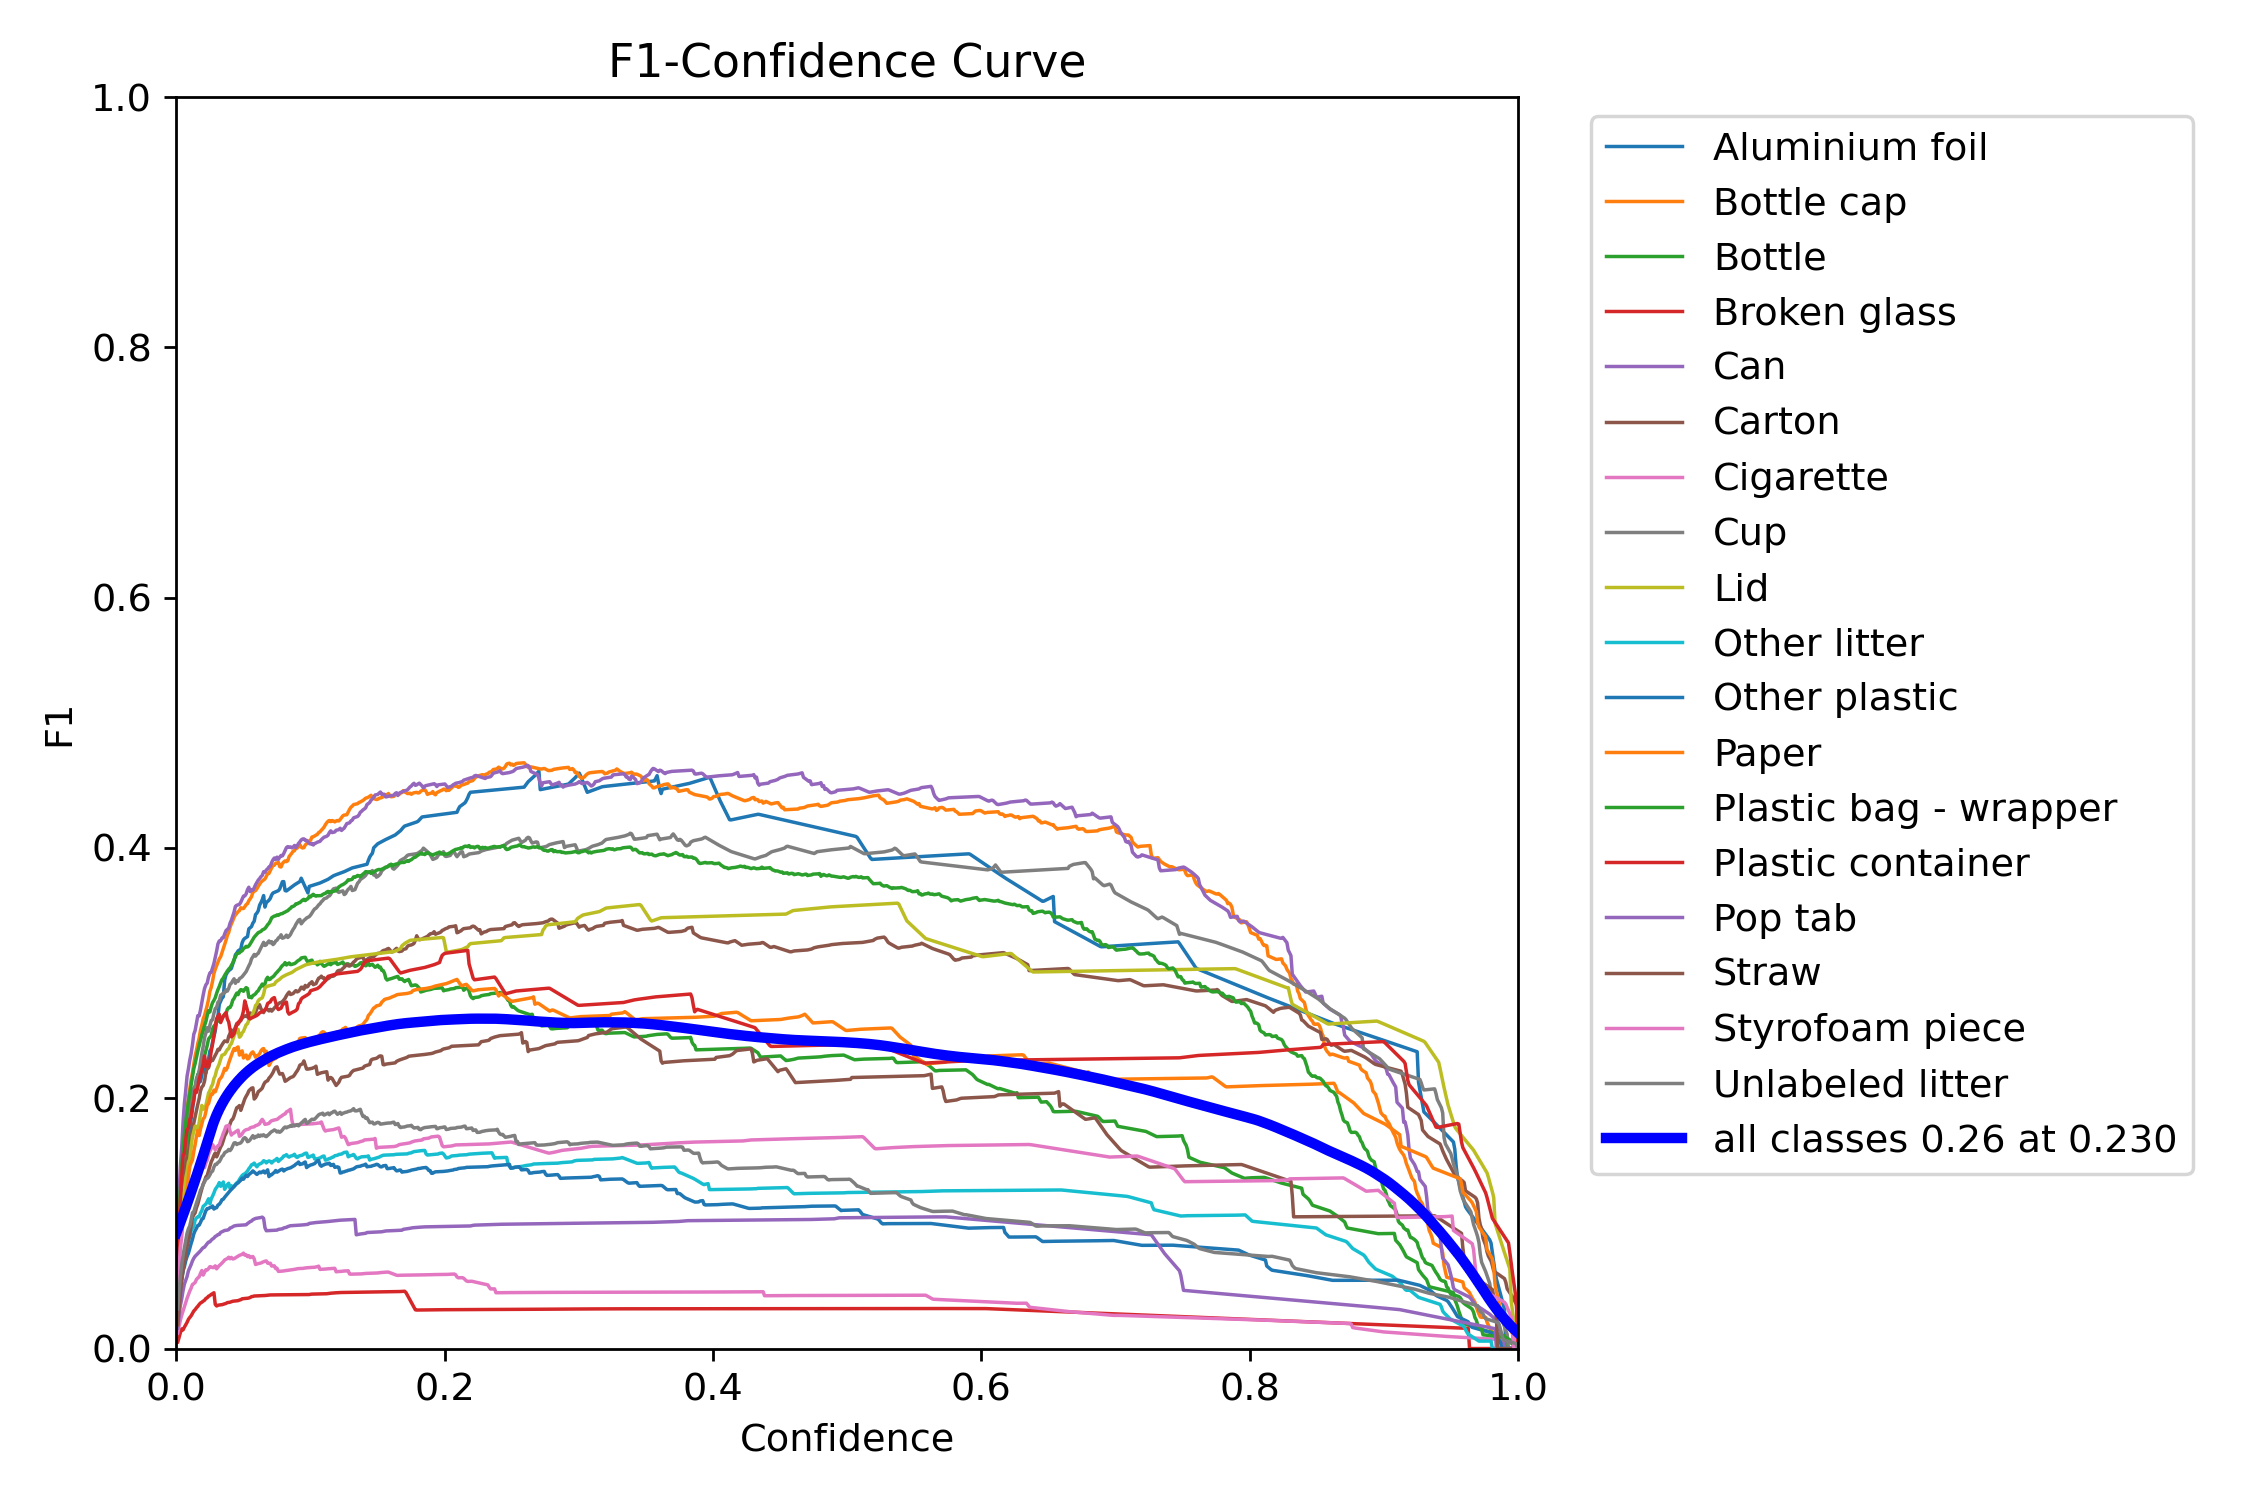 F1-Confidence Curve
1.0
0.8
0.6
0.4
0.2
0.0
F1
0.0 0.2 0.4 0.6 0.8 1.0
Confidence
Aluminium foil
Bottle cap
Bottle
Broken glass
Can
Carton
Cigarette
Cup
Lid
Other litter
Other plastic
Paper
Plastic bag - wrapper
Plastic container
Pop tab
Straw
Styrofoam piece
Unlabeled litter
all classes 0.26 at 0.230